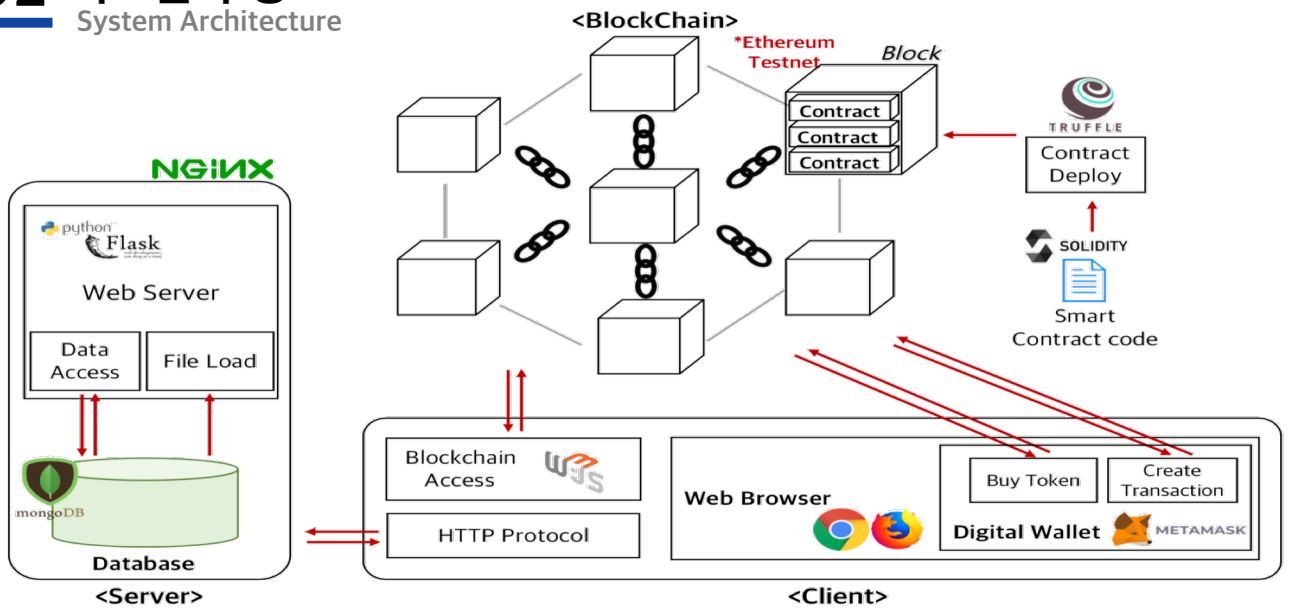 System Architecture
<BlockChain>
*Ethereum
Testnet
Block
Contract
Contract
Contract
TRUFFLE
Contract
Deploy
SOLIDITY
Smart
Contract code
NGiNX
python
Flask
Web Server
Data
Access
File Load
mongoDB
Database
<Server>
Blockchain
Access
W3JS
HTTP Protocol
Web Browser
Buy Token
Create
Transaction
Digital Wallet
METAMASK
<Client>